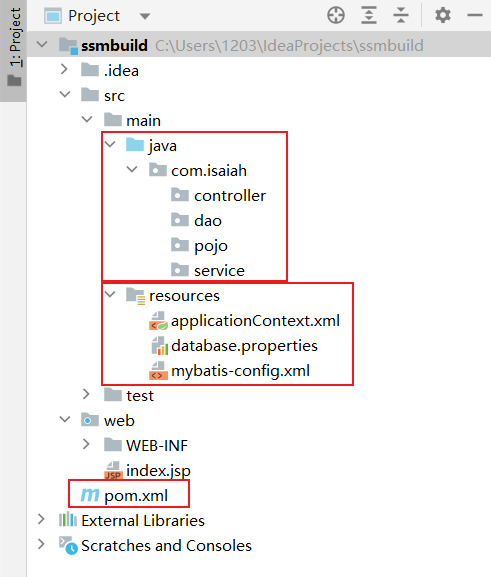 Project
1: Project
ssmbuild C:\Users\1203\IdeaProjects\ssmbuild
.idea
src
main
java
com.isaiah
controller
dao
pojo
service
resources
applicationContext.xml
database.properties
mybatis-config.xml
test
web
WEB-INF
JSP index.jsp
m pom.xml
External Libraries
Scratches and Consoles